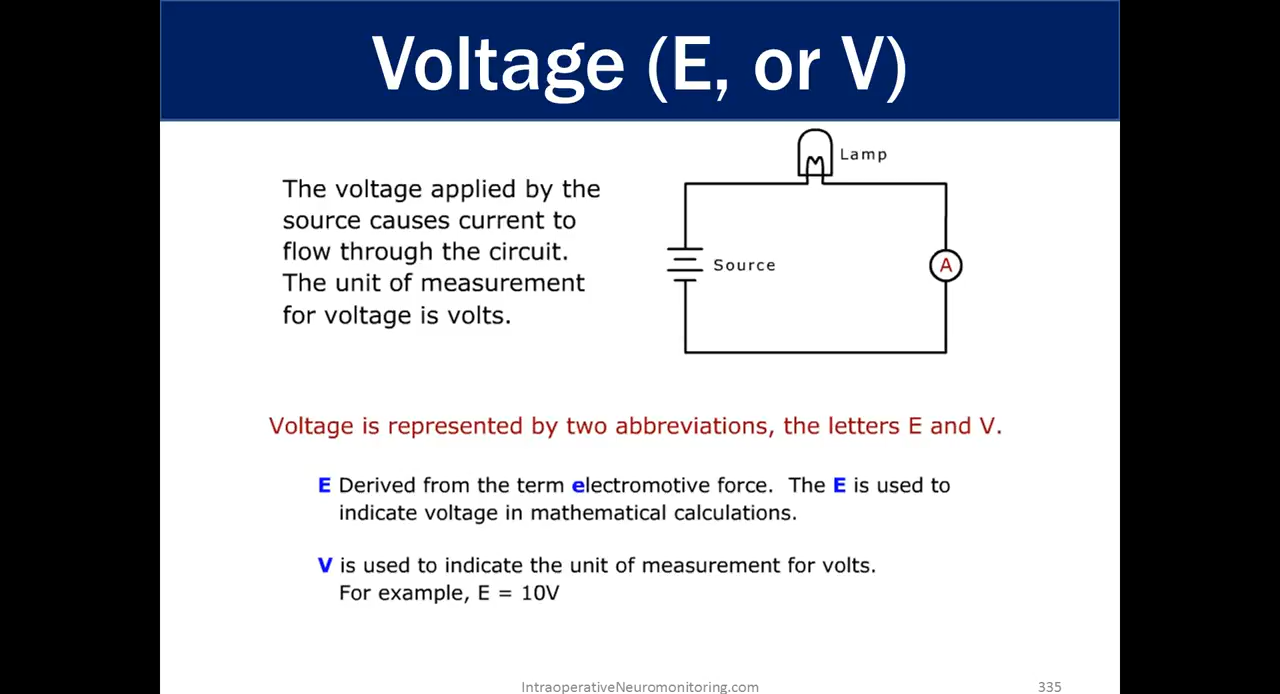 Voltage (E, or V)
Lamp
The voltage applied by the
source causes current to
flow through the circuit.
The unit of measurement
for voltage is volts.
Source
A
Voltage is represented by two abbreviations, the letters E and V.
E Derived from the term electromotive force. The E is used to
indicate voltage in mathematical calculations.
V is used to indicate the unit of measurement for volts.
For example, E = 10V
IntraoperativeNeuromonitoring.com
335